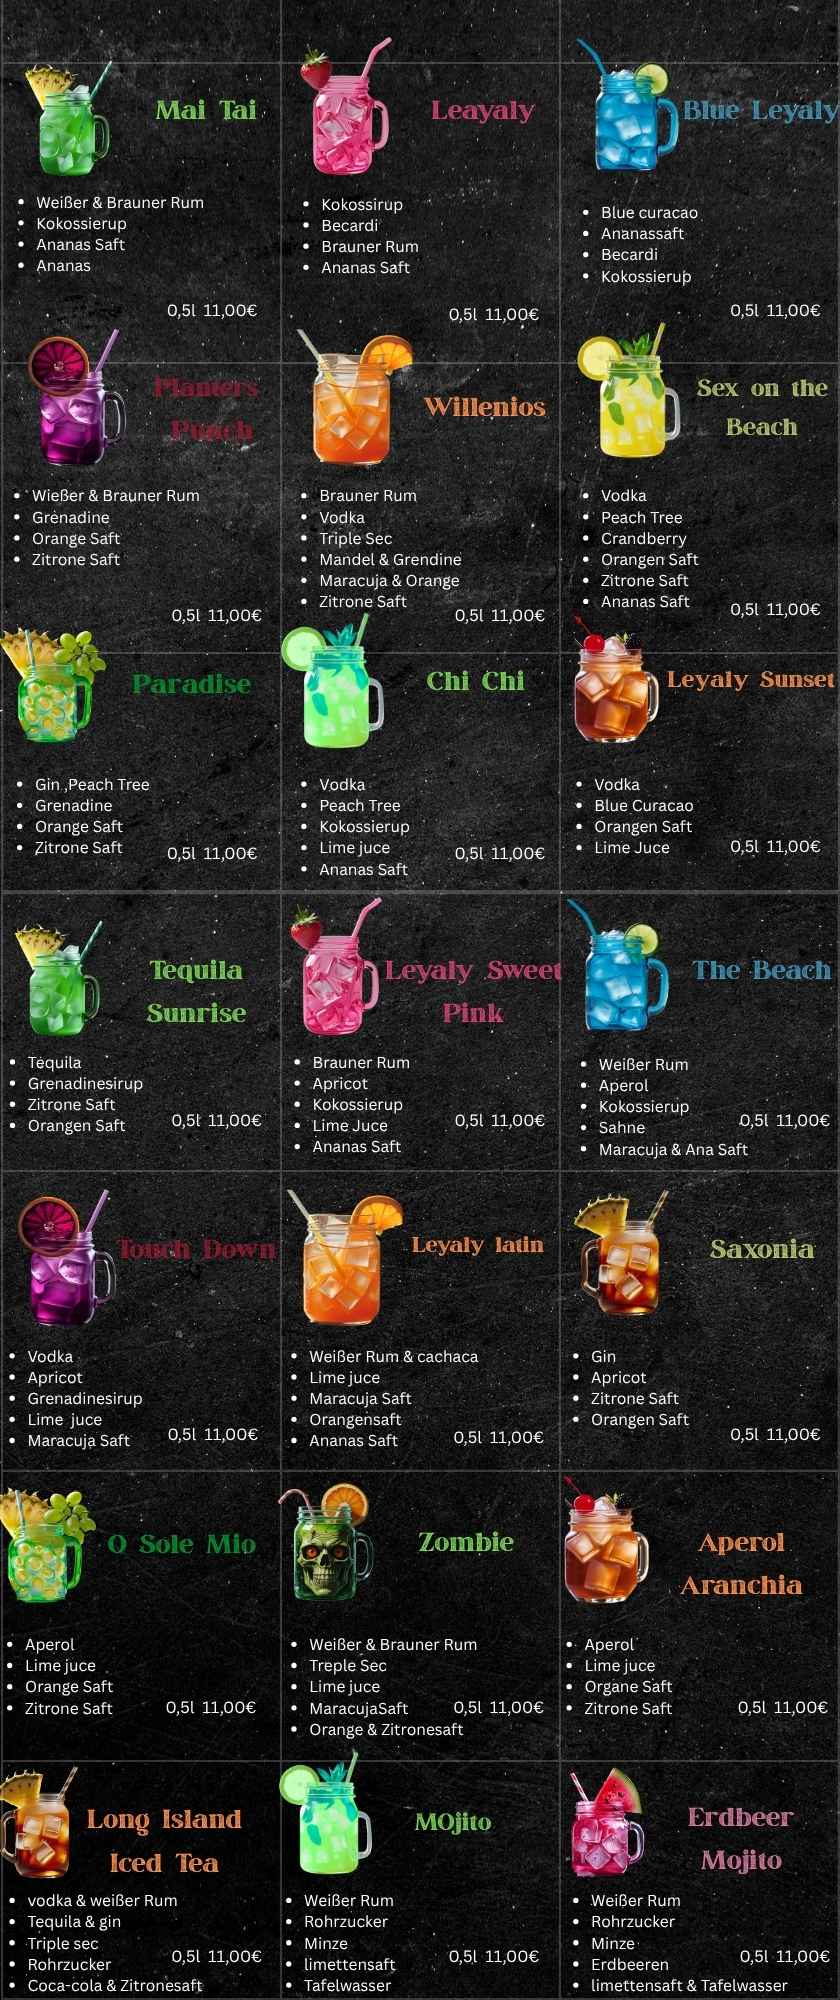 Mai Tai
Weißer & Brauner Rum
Kokossierup
Ananas Saft
Ananas
0,5l 11,00€
Leayaly
Kokossirup
Becardi
Brauner Rum
Ananas Saft
0,5l 11,00€
Blue Leyaly
Blue curacao
Ananassaft
Becardi
Kokossierup
0,5l 11,00€
Planters
Punch
Wießer & Brauner Rum
Grenadine
Orange Saft
Zitrone Saft
0,5l 11,00€
Willenios
Brauner Rum
Vodka
Triple Sec
Mandel & Grendine
Maracuja & Orange
Zitrone Saft
0,5l 11,00€
Sex on the
Beach
Vodka
Peach Tree
Crandberry
Orangen Saft
Zitrone Saft
Ananas Saft
0,5l 11,00€
Paradise
Gin ,Peach Tree
Grenadine
Orange Saft
Zitrone Saft
0,5l 11,00€
Chi Chi
Vodka
Peach Tree
Kokossierup
Lime juce
Ananas Saft
0,5l 11,00€
Leyaly Sunset
Vodka
Blue Curacao
Orangen Saft
Lime Juce
0,5l 11,00€
Tequila
Sunrise
Tequila
Grenadinesirup
Zitrone Saft
Orangen Saft
0,5l 11,00€
Leyaly Sweet
Pink
Brauner Rum
Apricot
Kokossierup
Lime Juce
Ananas Saft
0,5l 11,00€
The Beach
Weißer Rum
Aperol
Kokossierup
Sahne
Maracuja & Ana Saft
0,5l 11,00€
Touch Down
Vodka
Apricot
Grenadinesirup
Lime juce
Maracuja Saft
0,5l 11,00€
Leyaly latin
Weißer Rum & cachaca
Lime juce
Maracuja Saft
Orangensaft
Ananas Saft
0,5l 11,00€
Saxonia
Gin
Apricot
Zitrone Saft
Orangen Saft
0,5l 11,00€
O Sole Mio
Aperol
Lime juce
Orange Saft
Zitrone Saft
0,5l 11,00€
Zombie
Weißer & Brauner Rum
Treple Sec
Lime juce
MaracujaSaft
Orange & Zitronesaft
0,5l 11,00€
Aperol
Aranchia
Aperol
Lime juce
Organe Saft
Zitrone Saft
0,5l 11,00€
Long Island
Iced Tea
vodka & weißer Rum
Tequila & gin
Triple sec
Rohrzucker
Coca-cola & Zitronesaft
0,5l 11,00€
MOjito
Weißer Rum
Rohrzucker
Minze
limettensaft
Tafelwasser
0,5l 11,00€
Erdbeer
Mojito
Weißer Rum
Rohrzucker
Minze
Erdbeeren
limettensaft & Tafelwasser
0,5l 11,00€